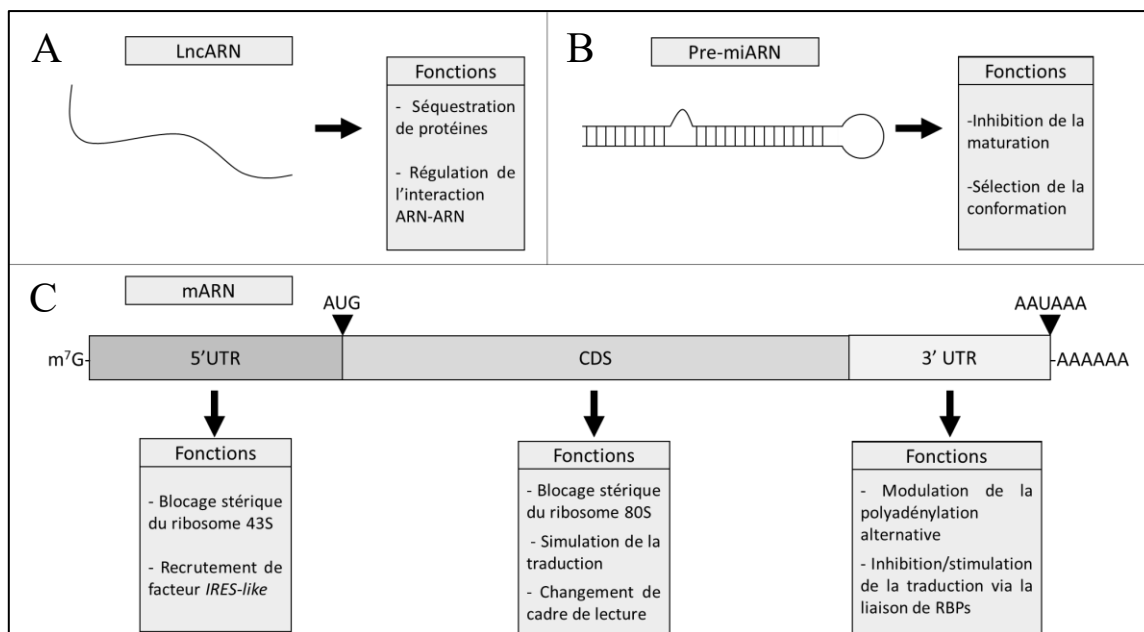 A
LncARN
Fonctions
- Séquestration
de protéines
- Régulation de
l’interaction
ARN-ARN
B
Pre-miARN
Fonctions
-Inhibition de la
maturation
-Sélection de la
conformation
C
mARN
AUG
AAUAAA
m⁷G-
5’UTR
CDS
3’ UTR
-AAAAAA
Fonctions
- Blocage stérique
du ribosome 43S
- Recrutement de
facteur IRES-like
Fonctions
- Blocage stérique
du ribosome 80S
- Simulation de la
traduction
- Changement de
cadre de lecture
Fonctions
- Modulation de la
polyadénylation
alternative
- Inhibition/stimulation
de la traduction via la
liaison de RBPs